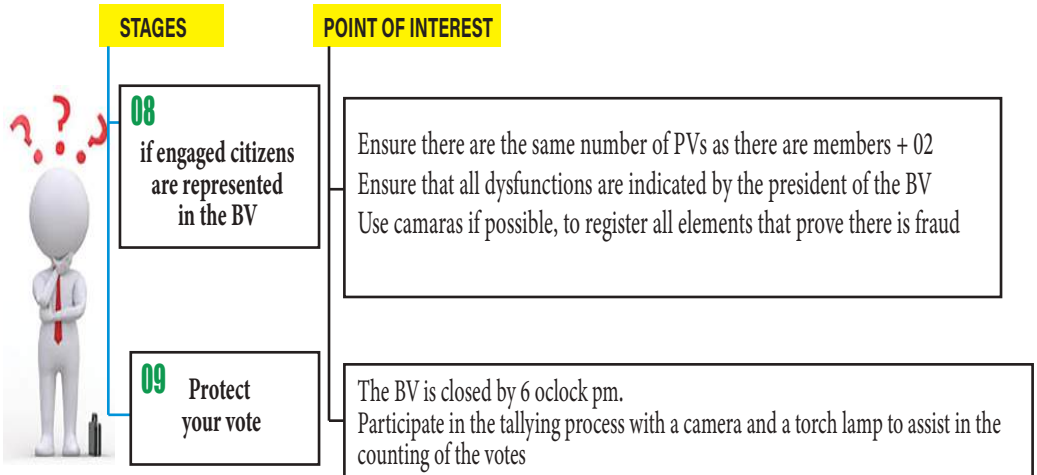 STAGES
POINT OF INTEREST
? ? ?
08
if engaged citizens
are represented
in the BV
Ensure there are the same number of PVs as there are members + 02
Ensure that all dysfunctions are indicated by the president of the BV
Use camaras if possible, to register all elements that prove there is fraud
09
Protect
your vote
The BV is closed by 6 oclock pm.
Participate in the tallying process with a camera and a torch lamp to assist in the
counting of the votes